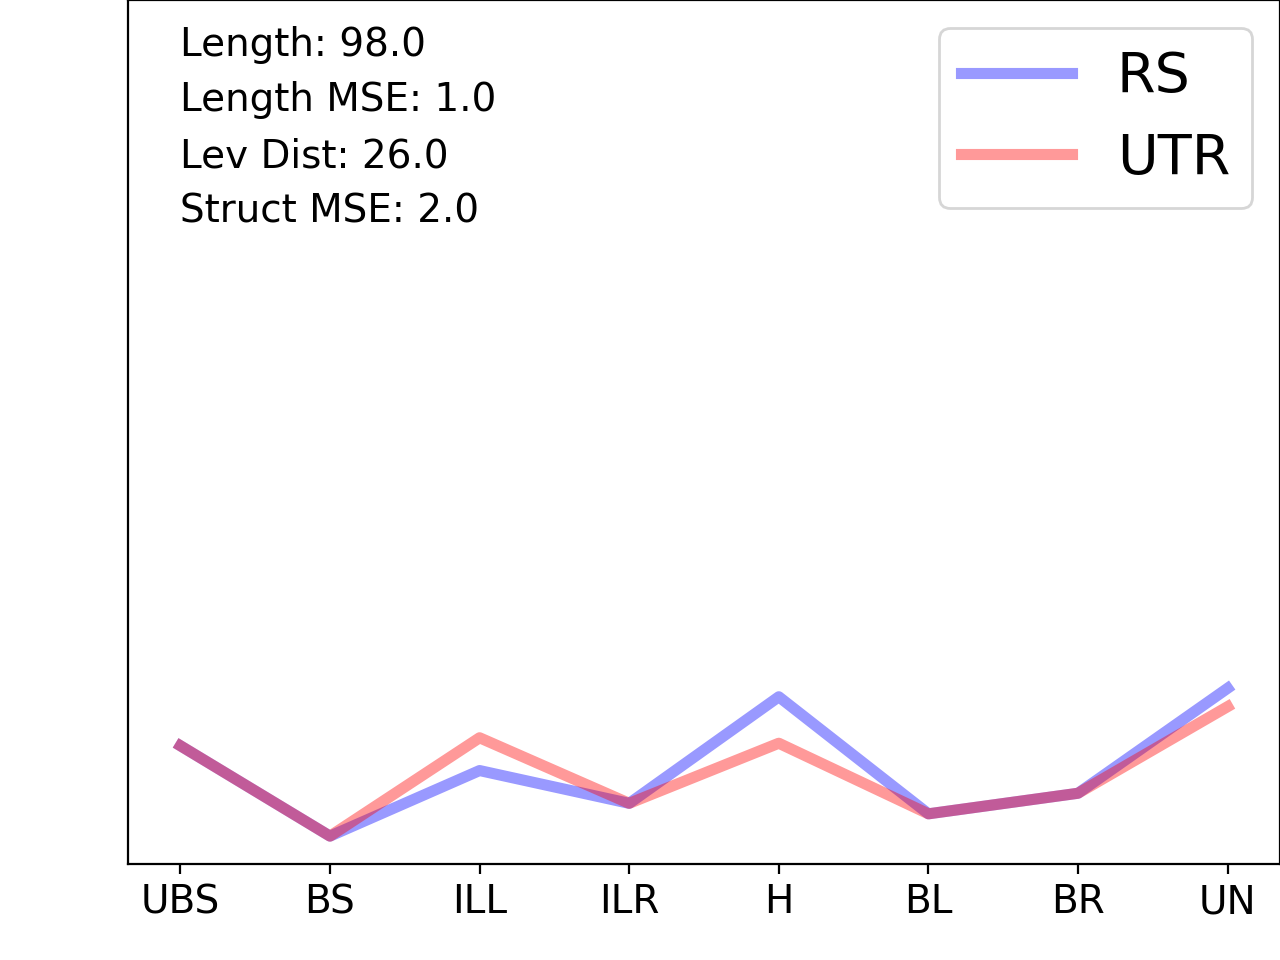 Length: 98.0
Length MSE: 1.0
Lev Dist: 26.0
Struct MSE: 2.0
RS
UTR
UBS BS ILL ILR H BL BR UN